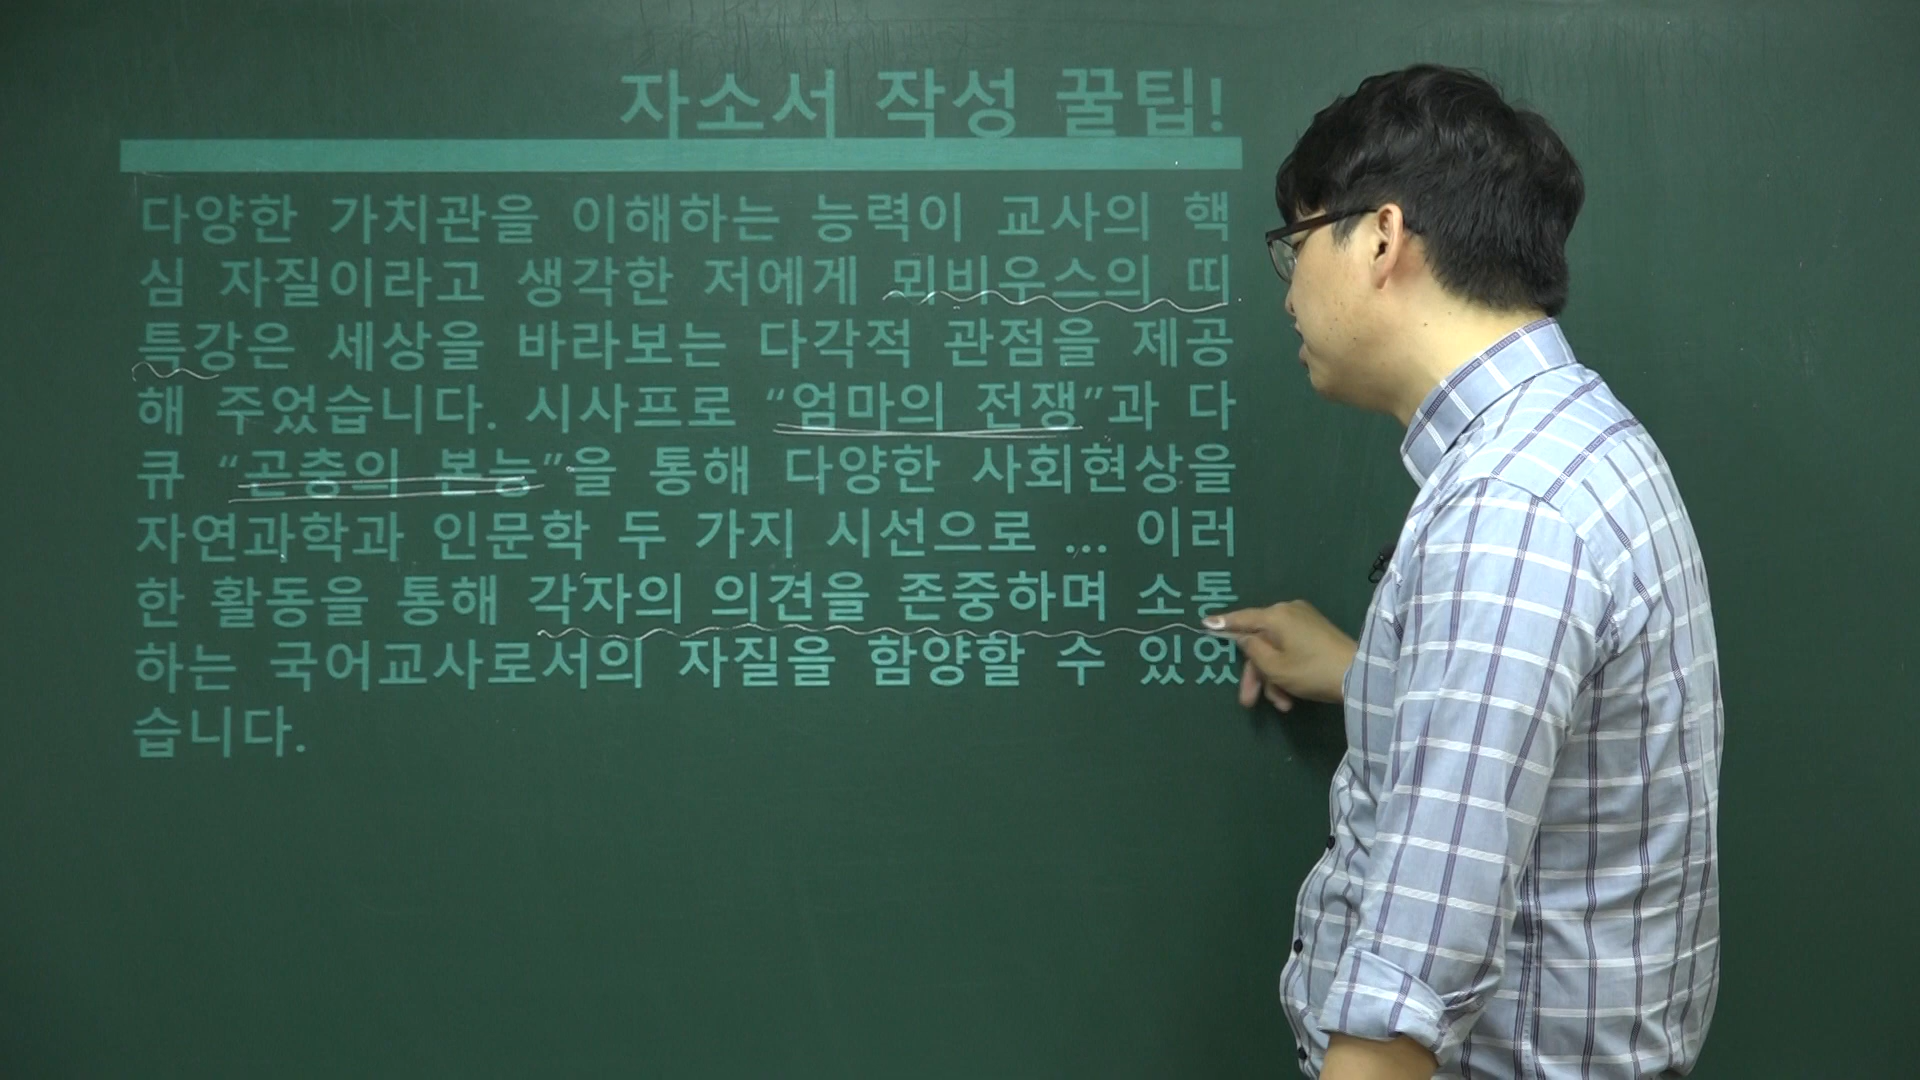 자소서 작성 꿀팁!
다양한 가치관을 이해하는 능력이 교사의 핵
심 자질이라고 생각한 저에게 뫼비우스의 띠
특강은 세상을 바라보는 다각적 관점을 제공
해 주었습니다. 시사프로 “엄마의 전쟁”과 다
큐 “곤충의 본능”을 통해 다양한 사회현상을
자연과학과 인문학 두 가지 시선으로 ... 이러
한 활동을 통해 각자의 의견을 존중하며 소통
하는 국어교사로서의 자질을 함양할 수 있었
습니다.